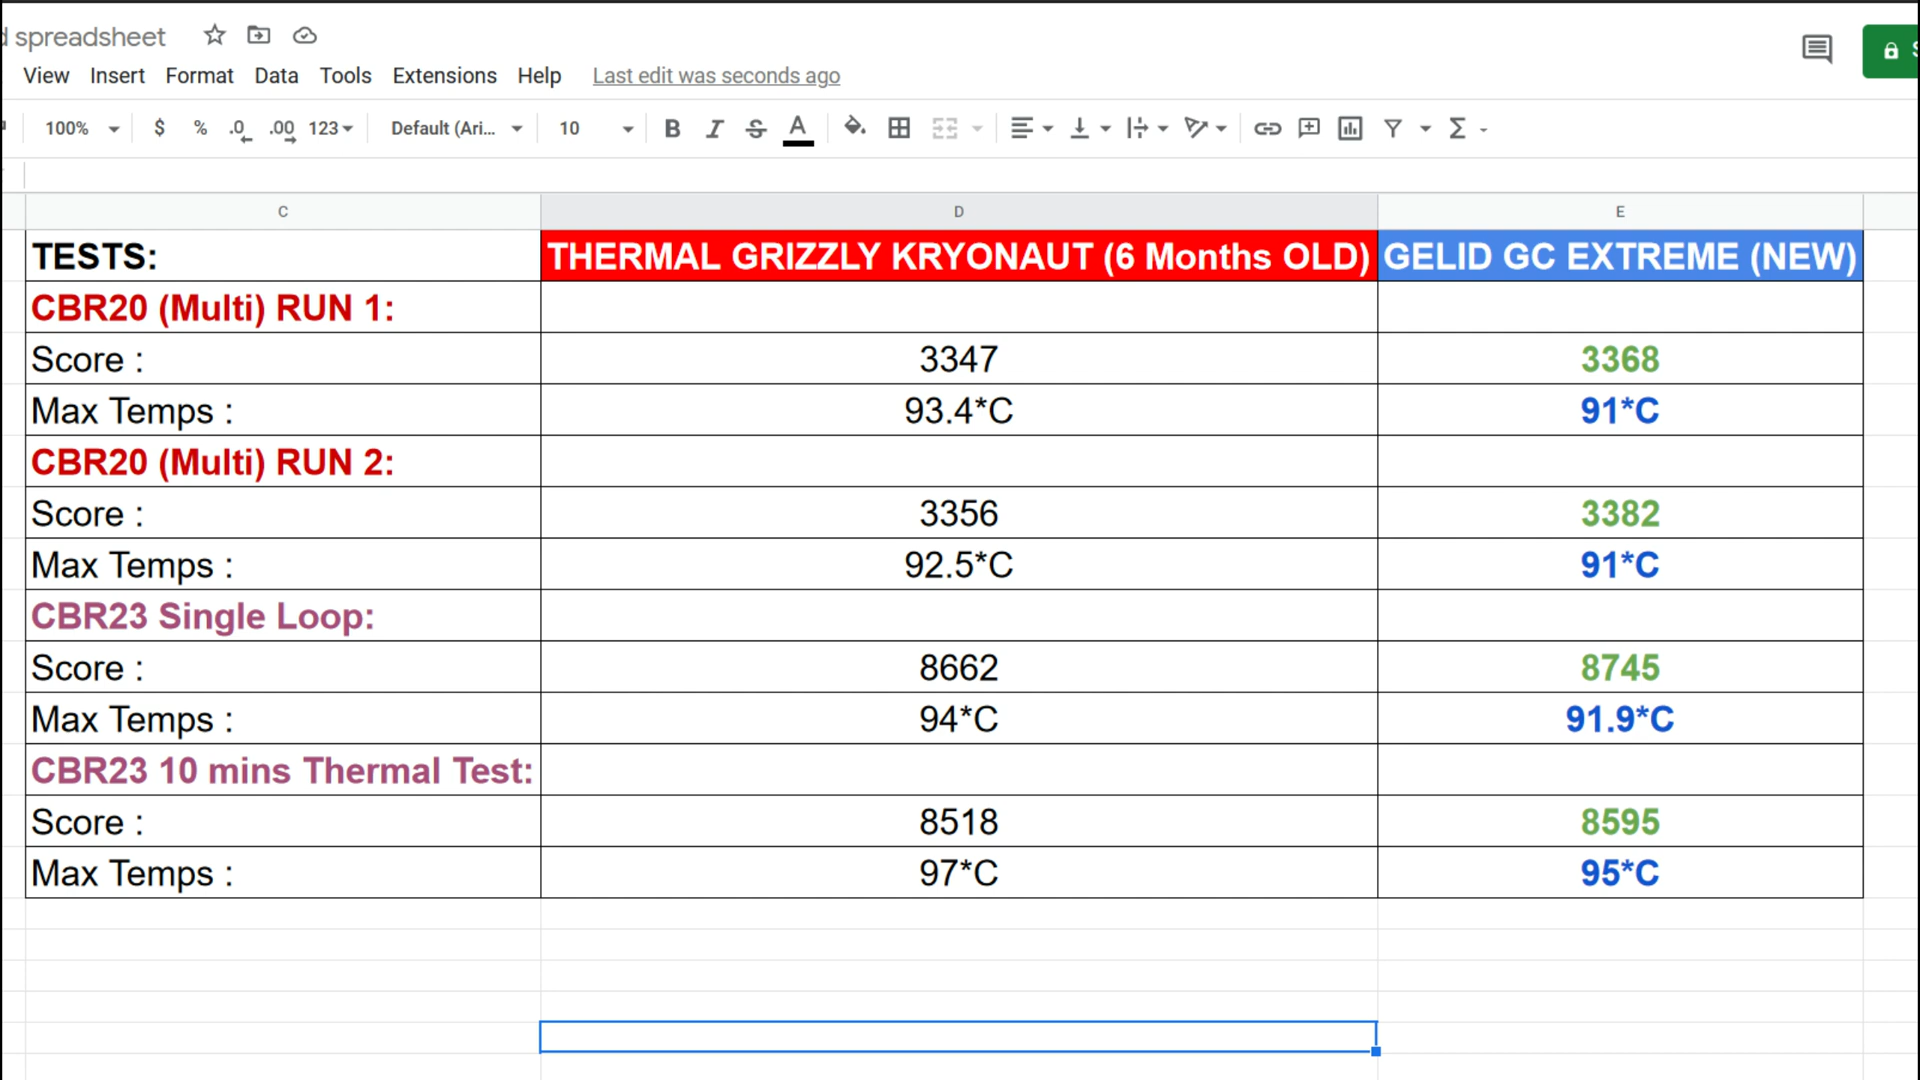 spreadsheet
View Insert Format Data Tools Extensions Help Last edit was seconds ago
100% $ % .0 .00 123 Default (Ari... 10 B I S A Σ
C D E
TESTS: THERMAL GRIZZLY KRYONAUT (6 Months OLD) GELID GC EXTREME (NEW)
CBR20 (Multi) RUN 1:
Score : 3347 3368
Max Temps : 93.4*C 91*C
CBR20 (Multi) RUN 2:
Score : 3356 3382
Max Temps : 92.5*C 91*C
CBR23 Single Loop:
Score : 8662 8745
Max Temps : 94*C 91.9*C
CBR23 10 mins Thermal Test:
Score : 8518 8595
Max Temps : 97*C 95*C